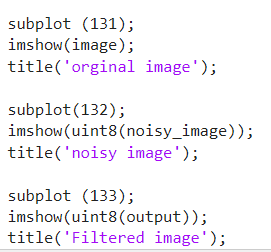 subplot (131);
imshow(image);
title('orginal image');
subplot(132);
imshow(uint8(noisy_image));
title('noisy image');
subplot (133);
imshow(uint8(output));
title('Filtered image');